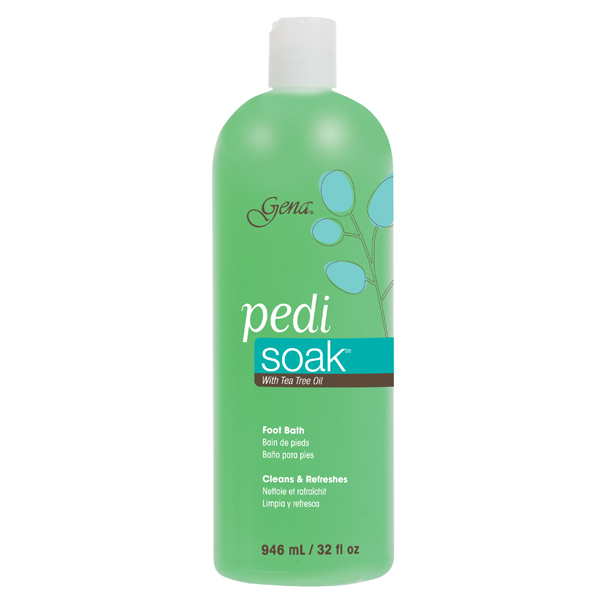 Gena®
pedi
soak™
With Tea Tree Oil
Foot Bath
Bain de pieds
Baño para pies
Cleans & Refreshes
Nettoie et rafraîchit
Limpia y refresca
946 mL / 32 fl oz